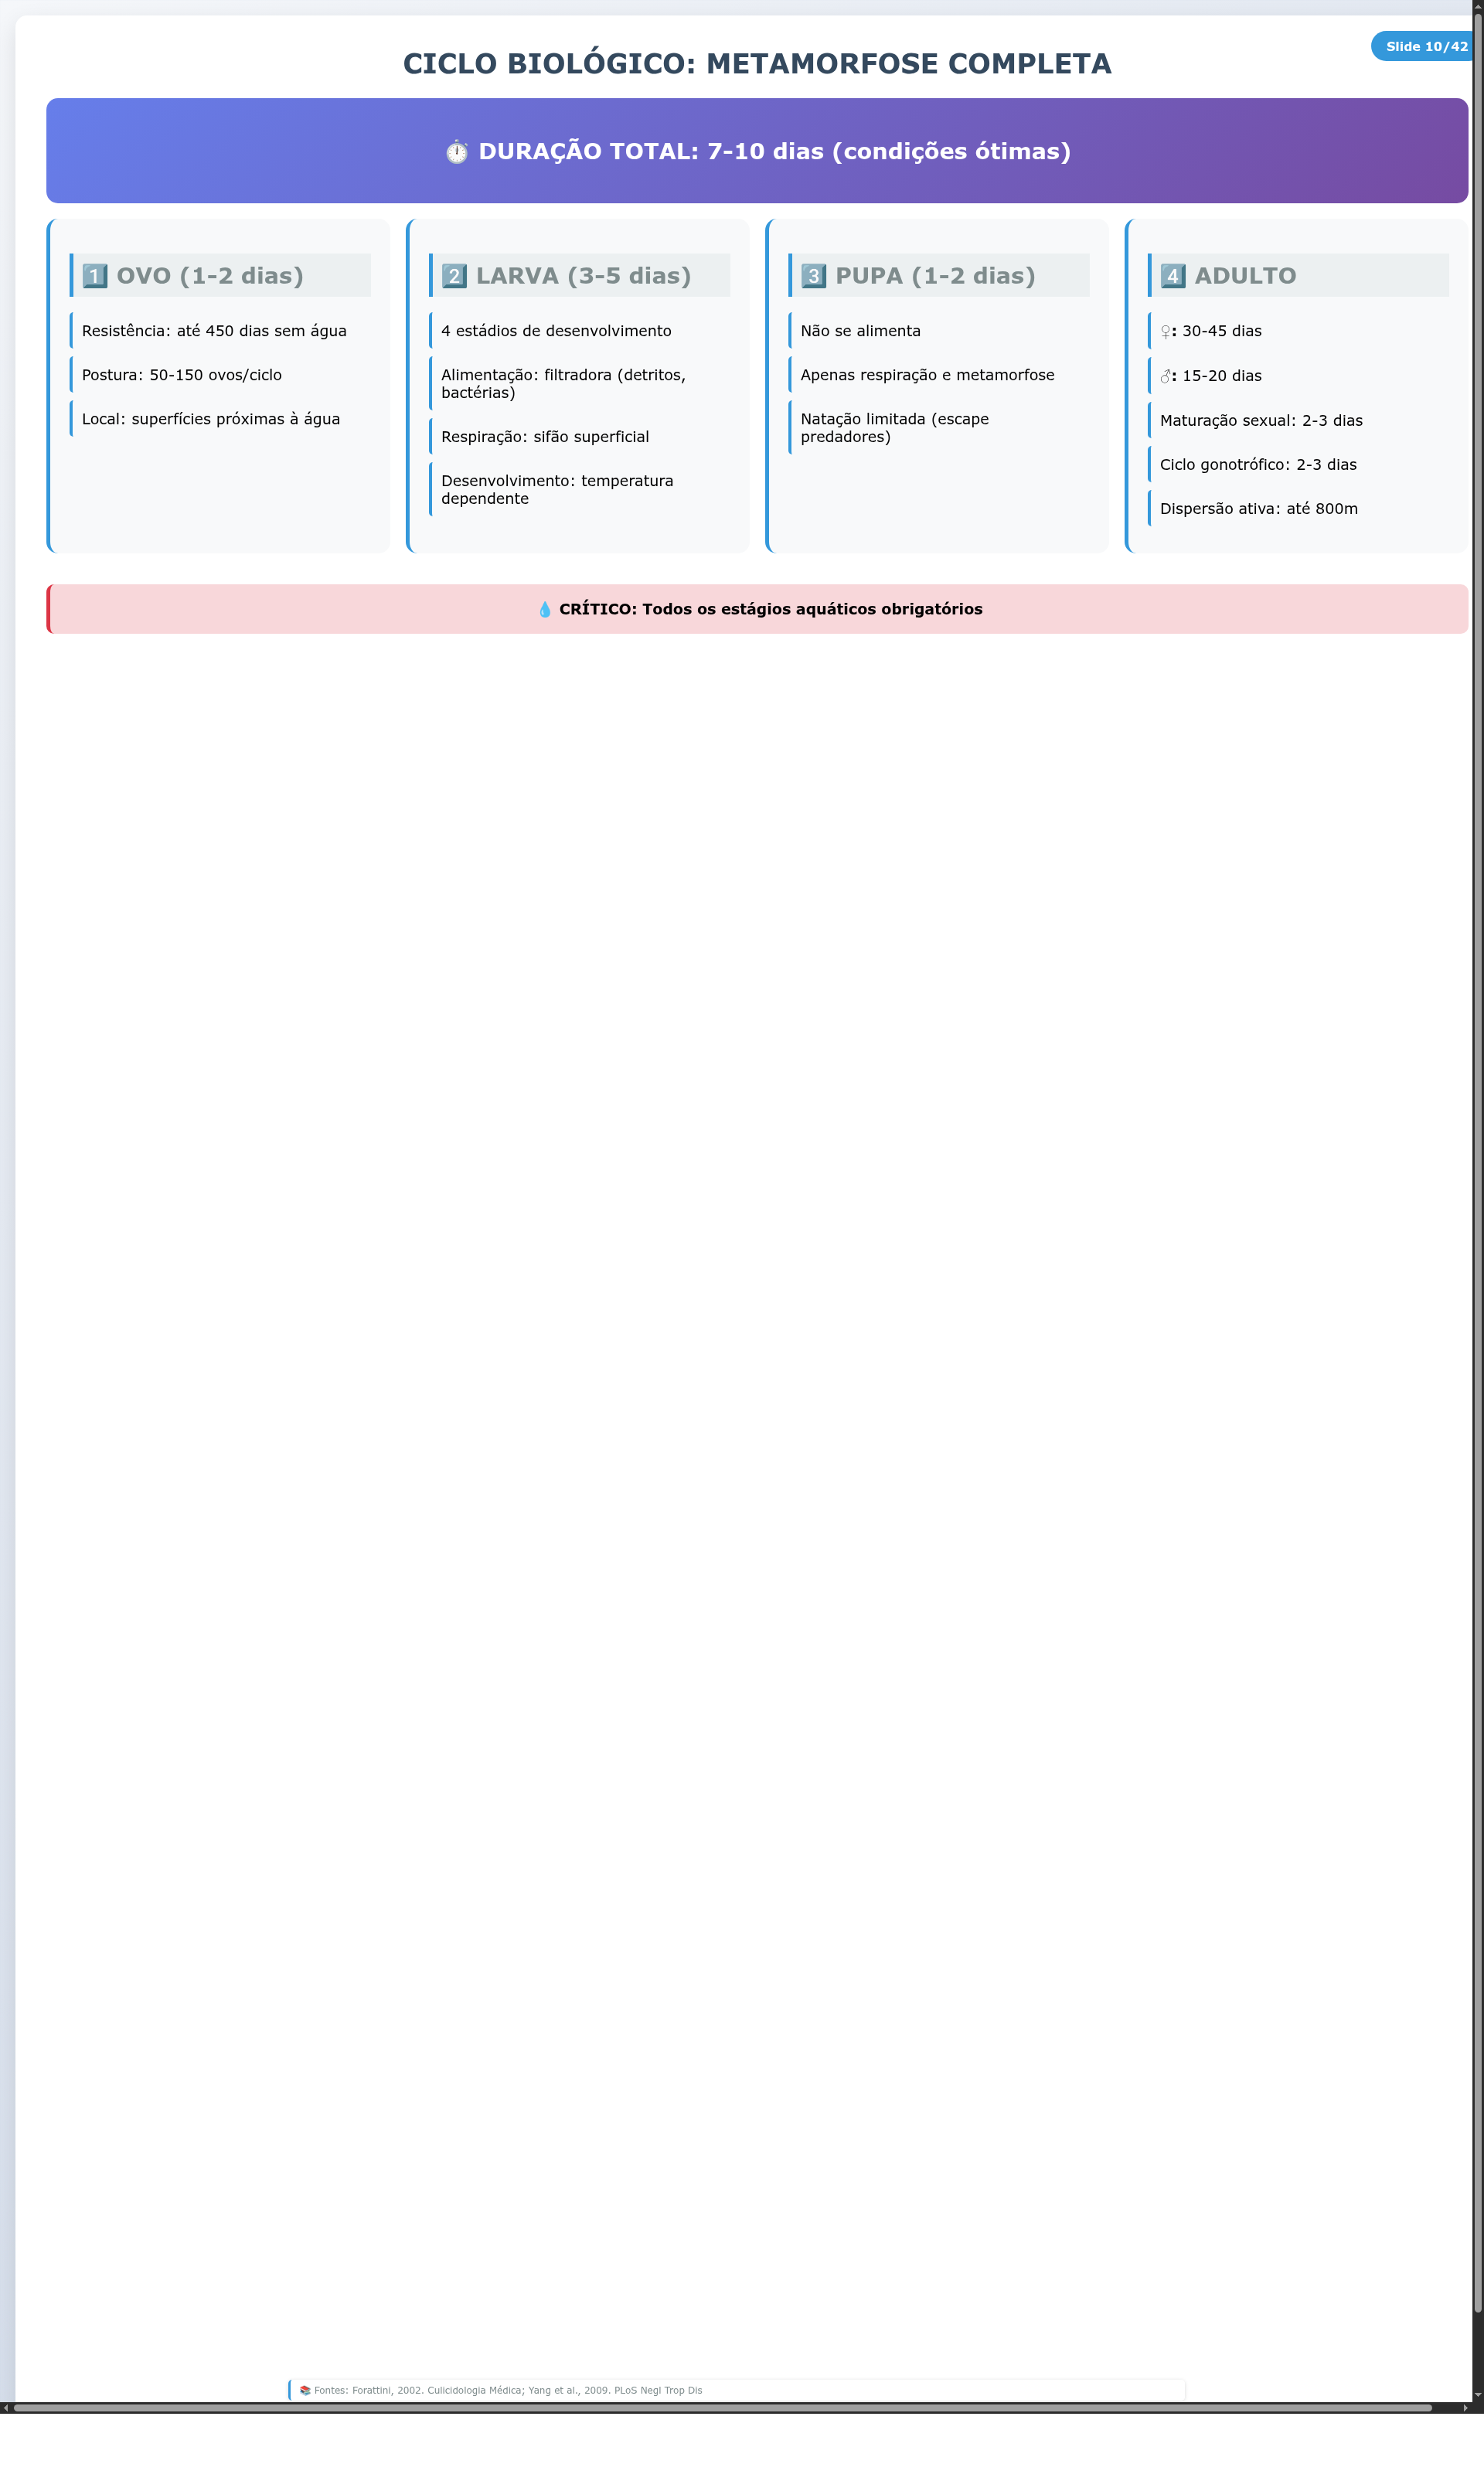 Slide 10/42
CICLO BIOLÓGICO: METAMORFOSE COMPLETA
⏱️ DURAÇÃO TOTAL: 7-10 dias (condições ótimas)
1️⃣ OVO (1-2 dias)
Resistência: até 450 dias sem água
Postura: 50-150 ovos/ciclo
Local: superfícies próximas à água
2️⃣ LARVA (3-5 dias)
4 estádios de desenvolvimento
Alimentação: filtradora (detritos,
bactérias)
Respiração: sifão superficial
Desenvolvimento: temperatura
dependente
3️⃣ PUPA (1-2 dias)
Não se alimenta
Apenas respiração e metamorfose
Natação limitada (escape
predadores)
4️⃣ ADULTO
♀: 30-45 dias
♂: 15-20 dias
Maturação sexual: 2-3 dias
Ciclo gonotrófico: 2-3 dias
Dispersão ativa: até 800m
💧 CRÍTICO: Todos os estágios aquáticos obrigatórios
📚 Fontes: Forattini, 2002. Culicidologia Médica; Yang et al., 2009. PLoS Negl Trop Dis